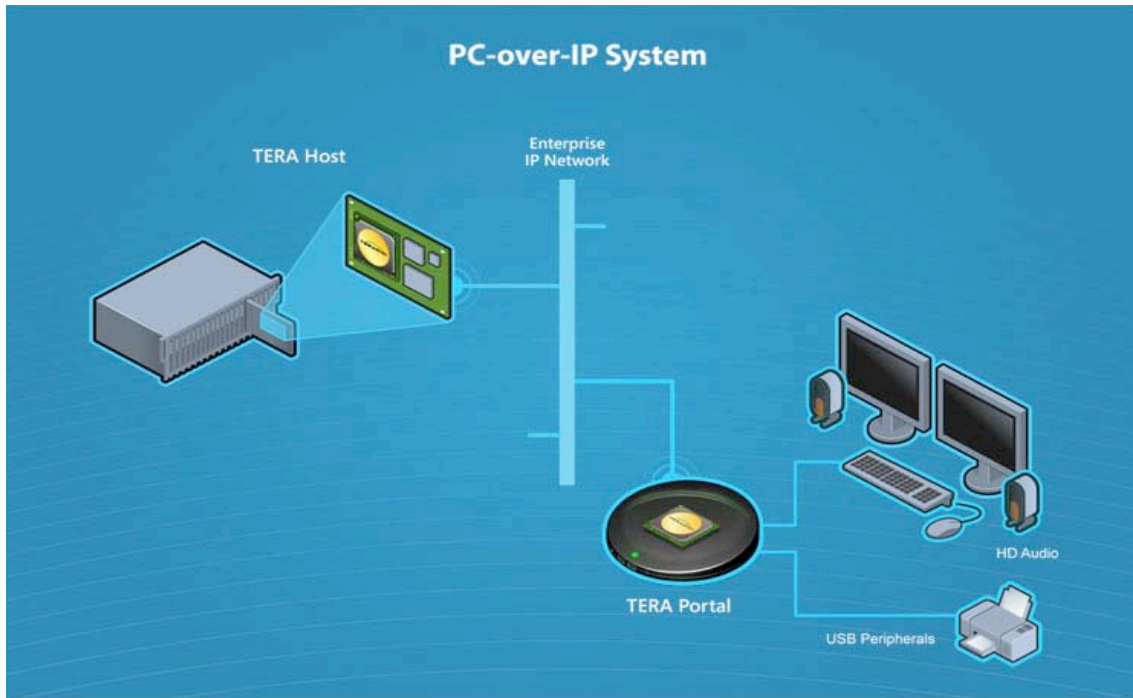 PC-over-IP System
TERA Host
Enterprise
IP Network
HD Audio
TERA Portal
USB Peripherals